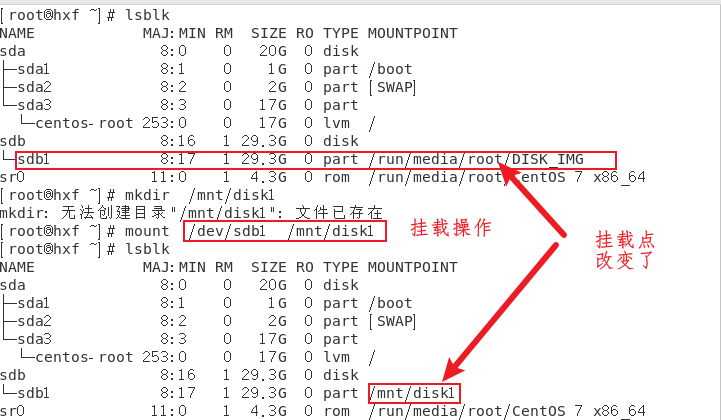 [root@hxf ~]# lsblk
NAME MAJ:MIN RM SIZE RO TYPE MOUNTPOINT
sda 8:0 0 20G 0 disk
├─sda1 8:1 0 1G 0 part /boot
├─sda2 8:2 0 2G 0 part [SWAP]
└─sda3 8:3 0 17G 0 part
└─centos-root 253:0 0 17G 0 lvm /
sdb 8:16 1 29.3G 0 disk
└─sdb1 8:17 1 29.3G 0 part /run/media/root/DISK_IMG
sr0 11:0 1 4.3G 0 rom /run/media/root/CentOS 7 x86_64
[root@hxf ~]# mkdir /mnt/disk1
mkdir: 无法创建目录"/mnt/disk1": 文件已存在
[root@hxf ~]# mount /dev/sdb1 /mnt/disk1 挂载操作
挂载点
改变了
[root@hxf ~]# lsblk
NAME MAJ:MIN RM SIZE RO TYPE MOUNTPOINT
sda 8:0 0 20G 0 disk
├─sda1 8:1 0 1G 0 part /boot
├─sda2 8:2 0 2G 0 part [SWAP]
└─sda3 8:3 0 17G 0 part
└─centos-root 253:0 0 17G 0 lvm /
sdb 8:16 1 29.3G 0 disk
└─sdb1 8:17 1 29.3G 0 part /mnt/disk1
sr0 11:0 1 4.3G 0 rom /run/media/root/CentOS 7 x86_64